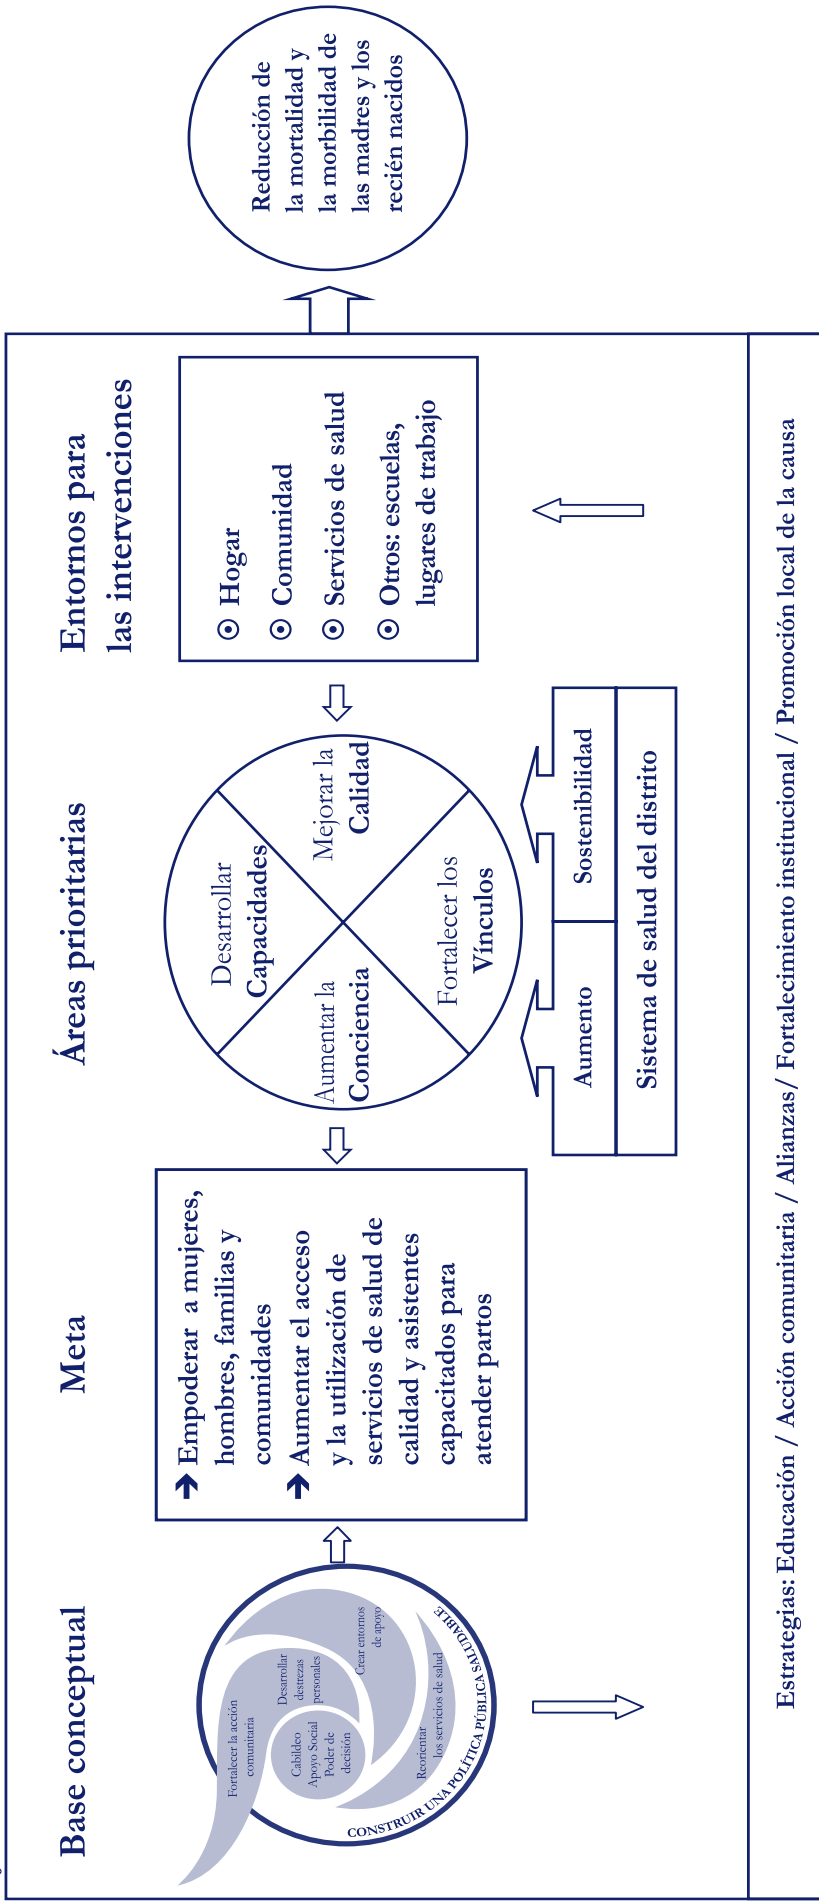 Base conceptual
Fortalecer la acción
comunitaria
Desarrollar
destrezas
personales
Cabildeo
Apoyo Social
Poder de
decisión
Crear entornos
de apoyo
Reorientar
los servicios de salud
CONSTRUIR UNA POLÍTICA PÚBLICA SALUDABLE
Meta
➔ Empoderar a mujeres,
hombres, familias y
comunidades
➔ Aumentar el acceso
y la utilización de
servicios de salud de
calidad y asistentes
capacitados para
atender partos
Áreas prioritarias
Desarrollar
Capacidades
Aumentar la
Conciencia
Mejorar la
Calidad
Fortalecer los
Vínculos
Aumento
Sostenibilidad
Sistema de salud del distrito
Entornos para
las intervenciones
Hogar
Comunidad
Servicios de salud
Otros: escuelas,
lugares de trabajo
Reducción de
la mortalidad y
la morbilidad de
las madres y los
recién nacidos
Estrategias: Educación / Acción comunitaria / Alianzas/ Fortalecimiento institucional / Promoción local de la causa